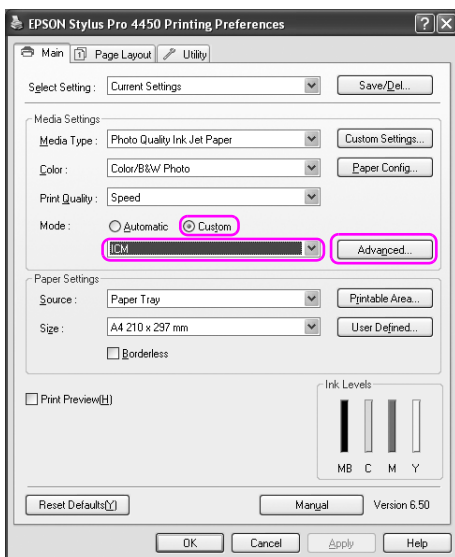 EPSON Stylus Pro 4450 Printing Preferences
Main Page Layout Utility
Select Setting : Current Settings Save/Del...
Media Settings
Media Type : Photo Quality Ink Jet Paper Custom Settings...
Color : Color/B&W Photo Paper Config...
Print Quality : Speed
Mode : Automatic Custom
ICM Advanced...
Paper Settings
Source : Paper Tray Printable Area...
Size : A4 210 x 297 mm User Defined...
Borderless
Print Preview(H) Ink Levels
MB C M Y
Reset Defaults(Y) Manual Version 6.50
OK Cancel Apply Help